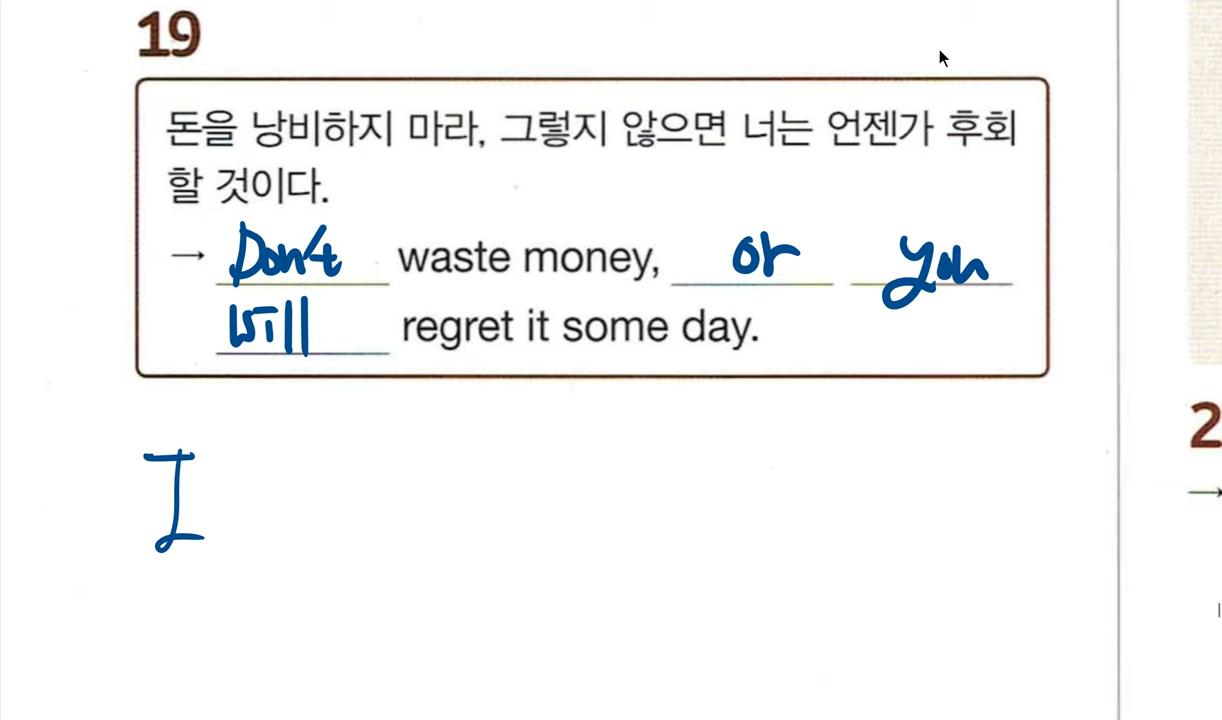 19
돈을 낭비하지 마라, 그렇지 않으면 너는 언젠가 후회
할 것이다.
→ Don't waste money, or you
will regret it some day.
I
2
→